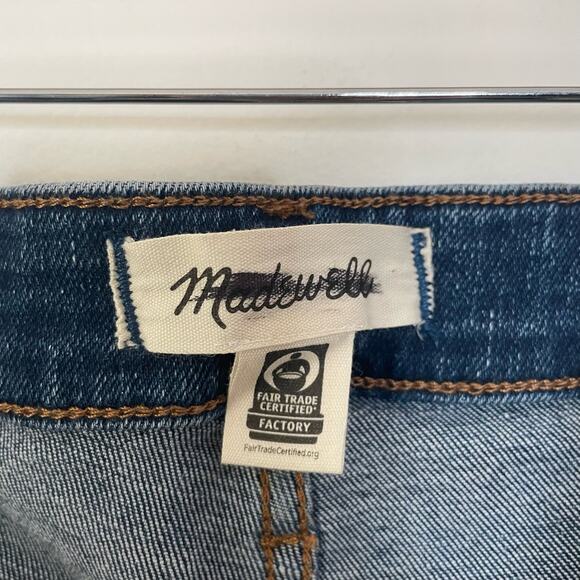 Madewell
FAIR TRADE
CERTIFIED
FACTORY
FairTradeCertified.org